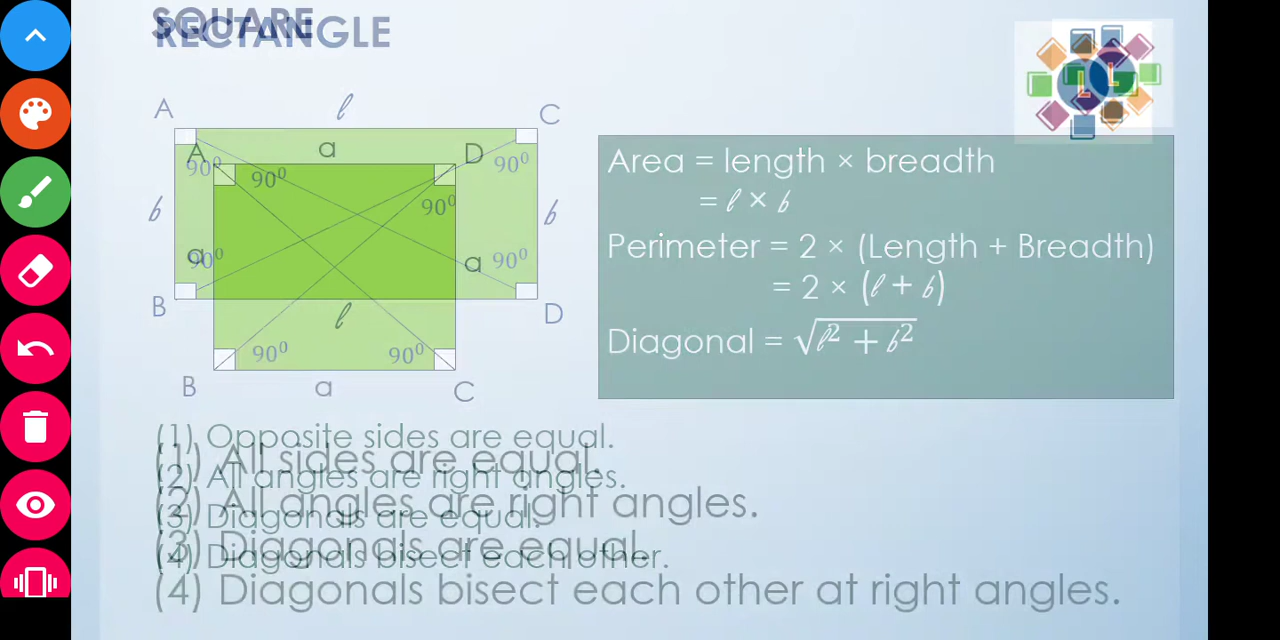 SQUARE
RECTANGLE
A
ℓ
C
A
a
D
90⁰
90⁰
90⁰
90⁰
b
b
a
90⁰
a
90⁰
B
ℓ
D
90⁰
90⁰
B
a
C
L
L
Area = length × breadth
= ℓ × b
Perimeter = 2 × (Length + Breadth)
= 2 × (ℓ + b)
Diagonal = √ℓ² + b²
(1) Opposite sides are equal.
(1) All sides are equal.
(2) All angles are right angles.
(2) All angles are right angles.
(3) Diagonals are equal.
(3) Diagonals are equal.
(4) Diagonals bisect each other.
(4) Diagonals bisect each other at right angles.